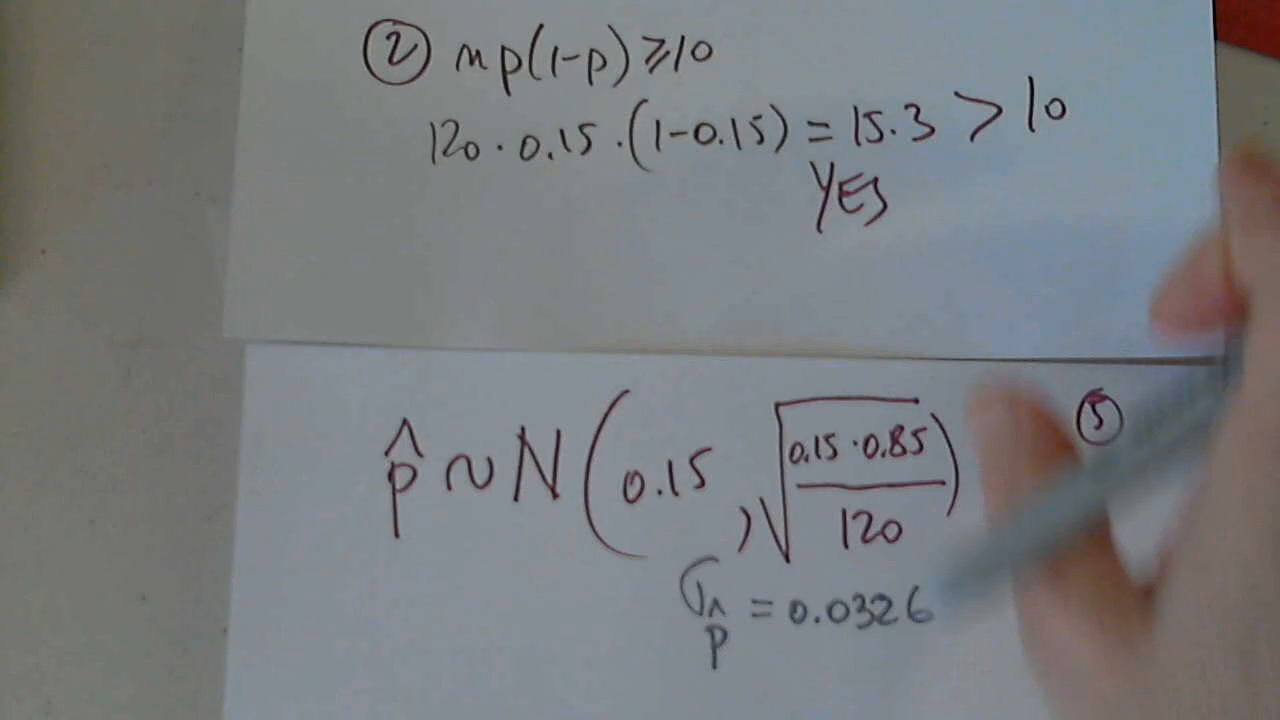 ② np(1-p) ≥ 10
120 · 0.15 · (1-0.15) = 15.3 > 10
YES
p̂ ~ N(0.15, √(0.15 · 0.85 / 120)) ⑤
σp̂ = 0.0326